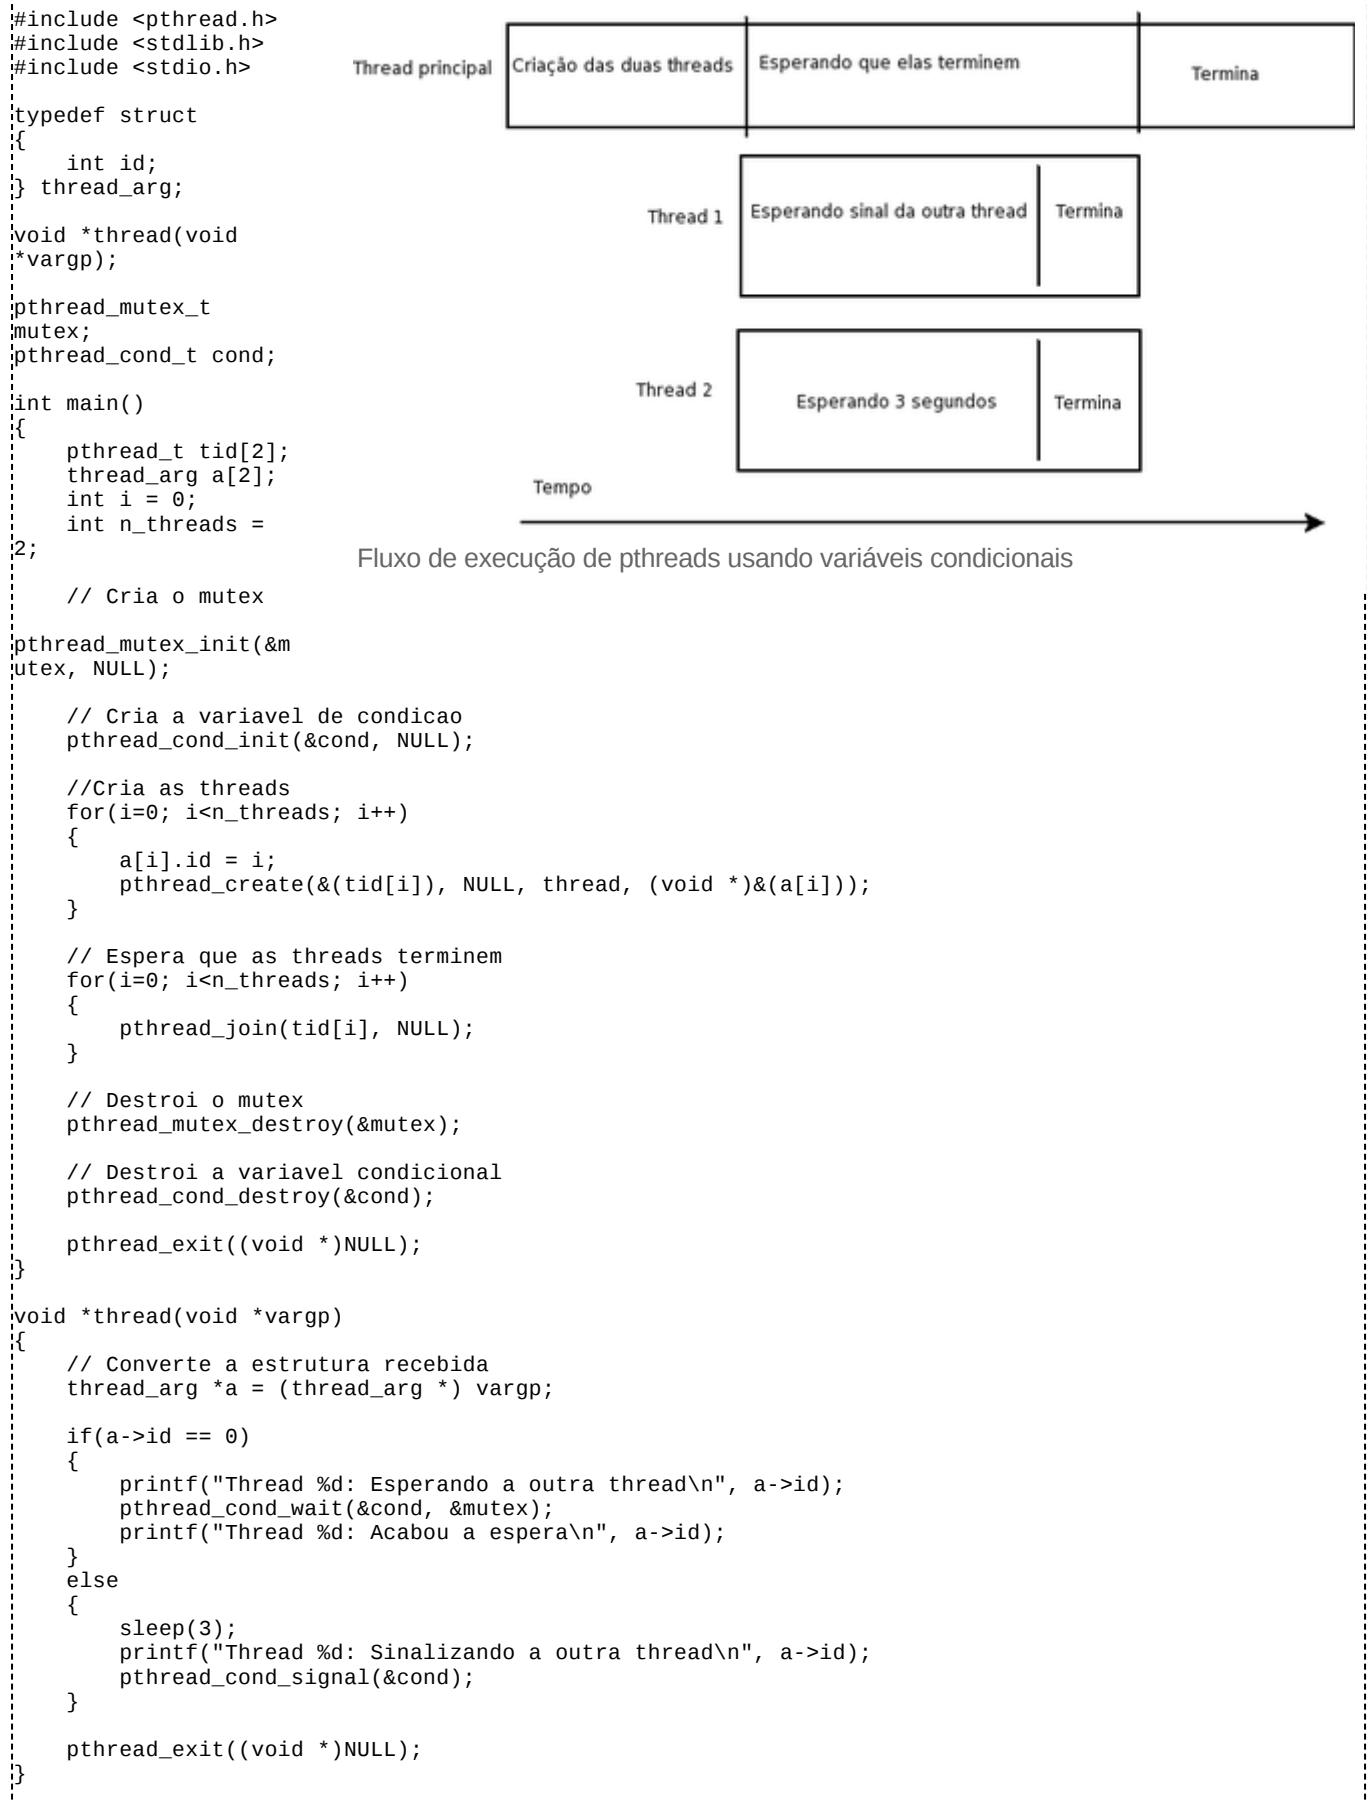 #include <pthread.h>
#include <stdlib.h>
#include <stdio.h>
typedef struct
{
    int id;
} thread_arg;
void *thread(void
*vargp);
pthread_mutex_t
mutex;
pthread_cond_t cond;
int main()
{
    pthread_t tid[2];
    thread_arg a[2];
    int i = 0;
    int n_threads =
2;
    // Cria o mutex
pthread_mutex_init(&m
utex, NULL);
Thread principal
Criação das duas threads
Esperando que elas terminem
Termina
Thread 1
Esperando sinal da outra thread
Termina
Thread 2
Esperando 3 segundos
Termina
Tempo
Fluxo de execução de pthreads usando variáveis condicionais
    // Cria a variavel de condicao
    pthread_cond_init(&cond, NULL);
    //Cria as threads
    for(i=0; i<n_threads; i++)
    {
        a[i].id = i;
        pthread_create(&(tid[i]), NULL, thread, (void *)&(a[i]));
    }
    // Espera que as threads terminem
    for(i=0; i<n_threads; i++)
    {
        pthread_join(tid[i], NULL);
    }
    // Destroi o mutex
    pthread_mutex_destroy(&mutex);
    // Destroi a variavel condicional
    pthread_cond_destroy(&cond);
    pthread_exit((void *)NULL);
}
void *thread(void *vargp)
{
    // Converte a estrutura recebida
    thread_arg *a = (thread_arg *) vargp;
    if(a->id == 0)
    {
        printf("Thread %d: Esperando a outra thread\n", a->id);
        pthread_cond_wait(&cond, &mutex);
        printf("Thread %d: Acabou a espera\n", a->id);
    }
    else
    {
        sleep(3);
        printf("Thread %d: Sinalizando a outra thread\n", a->id);
        pthread_cond_signal(&cond);
    }
    pthread_exit((void *)NULL);
}